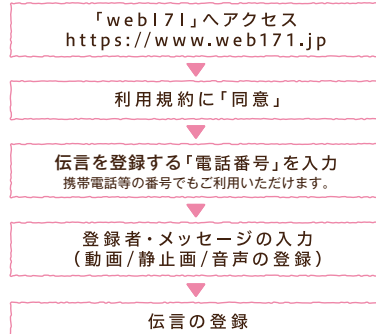 「web171」へアクセス
https://www.web171.jp
利用規約に「同意」
伝言を登録する「電話番号」を入力
携帯電話等の番号でもご利用いただけます。
登録者・メッセージの入力
(動画/静止画/音声の登録)
伝言の登録